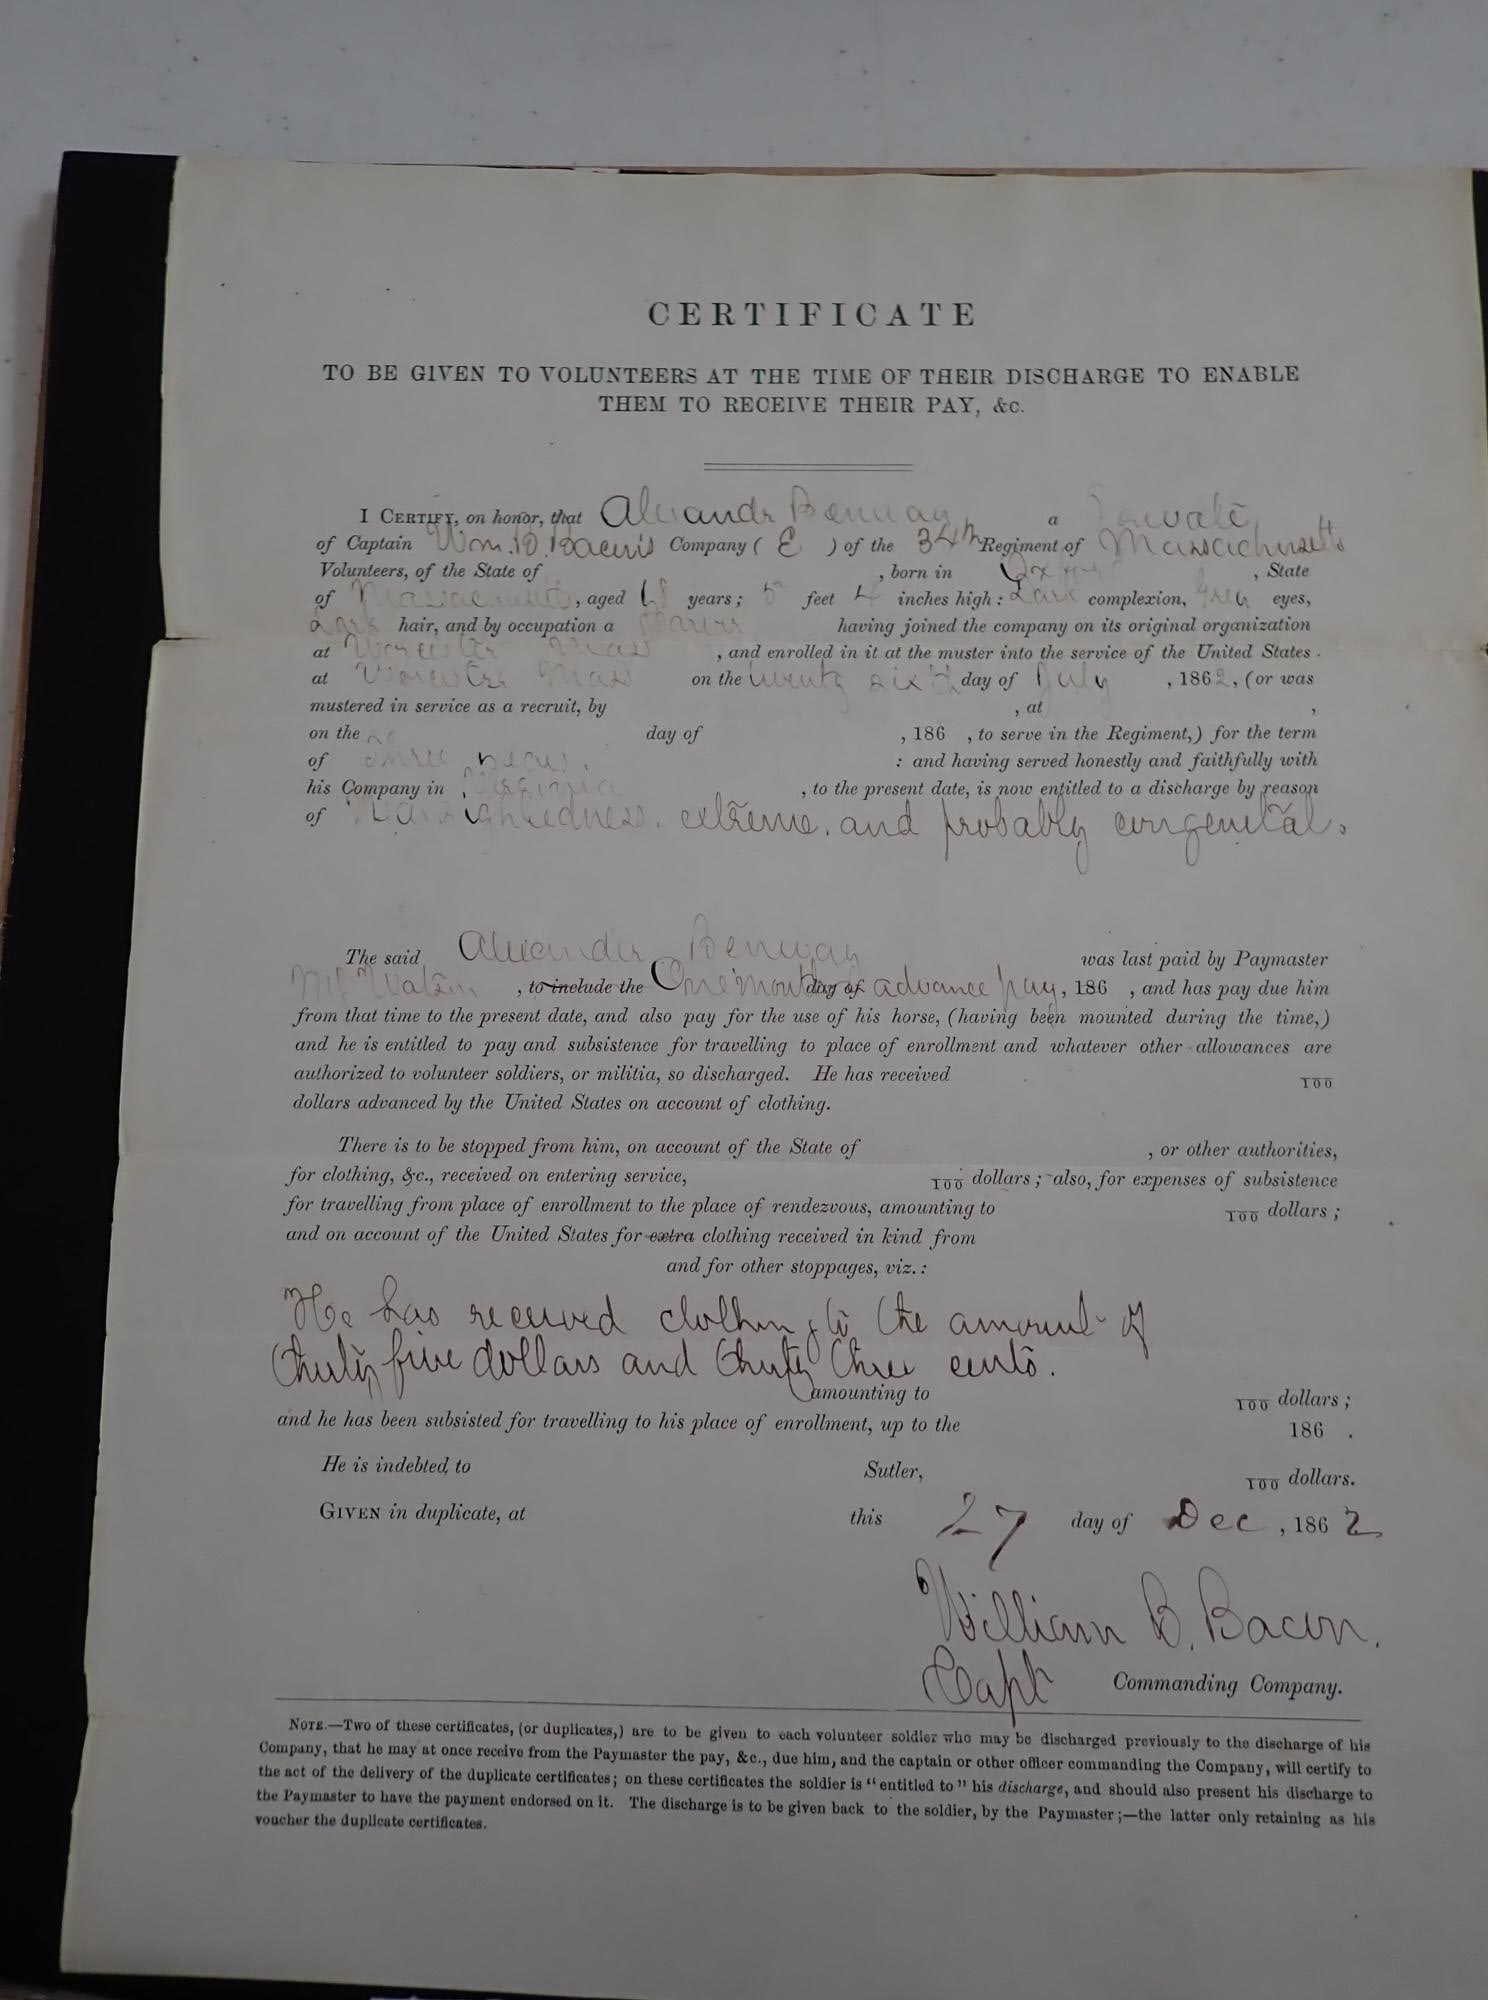 CERTIFICATE
TO BE GIVEN TO VOLUNTEERS AT THE TIME OF THEIR DISCHARGE TO ENABLE
THEM TO RECEIVE THEIR PAY, &c.
I CERTIFY, on honor, that Alexander Benway a Private
of Captain Wm. B. Bacon's Company ( E ) of the 34th Regiment of Massachusetts
Volunteers, of the State of , born in , State
of Massachusetts, aged 18 years; 5 feet 4 inches high: Dark complexion, Grey eyes,
Dark hair, and by occupation a having joined the company on its original organization
at Worcester Mass , and enrolled in it at the muster into the service of the United States
at Worcester Mass on the twenty sixth day of July , 1862, (or was
mustered in service as a recruit, by , at ,
on the day of , 186 , to serve in the Regiment,) for the term
of three years. : and having served honestly and faithfully with
his Company in Virginia , to the present date, is now entitled to a discharge by reason
of Nearsightedness. extreme. and probably congenital.
The said Alexander Benway was last paid by Paymaster
Watson , to include the One month day of advance pay, 186 , and has pay due him
from that time to the present date, and also pay for the use of his horse, (having been mounted during the time,)
and he is entitled to pay and subsistence for travelling to place of enrollment and whatever other allowances are
authorized to volunteer soldiers, or militia, so discharged. He has received 100
dollars advanced by the United States on account of clothing.
There is to be stopped from him, on account of the State of , or other authorities,
for clothing, &c., received on entering service, 100 dollars; also, for expenses of subsistence
for travelling from place of enrollment to the place of rendezvous, amounting to 100 dollars;
and on account of the United States for extra clothing received in kind from
and for other stoppages, viz.:
He has received clothing to the amount of
thirty five dollars and thirty three cents.
amounting to 100 dollars;
and he has been subsisted for travelling to his place of enrollment, up to the 186 .
He is indebted to Sutler, 100 dollars.
GIVEN in duplicate, at this 27 day of Dec , 1862
William B. Bacon.
Capt Commanding Company.
NOTE.—Two of these certificates, (or duplicates,) are to be given to each volunteer soldier who may be discharged previously to the discharge of his
Company, that he may at once receive from the Paymaster the pay, &c., due him, and the captain or other officer commanding the Company, will certify to
the act of the delivery of the duplicate certificates; on these certificates the soldier is "entitled to" his discharge, and should also present his discharge to
the Paymaster to have the payment endorsed on it. The discharge is to be given back to the soldier, by the Paymaster;—the latter only retaining as his
voucher the duplicate certificates.